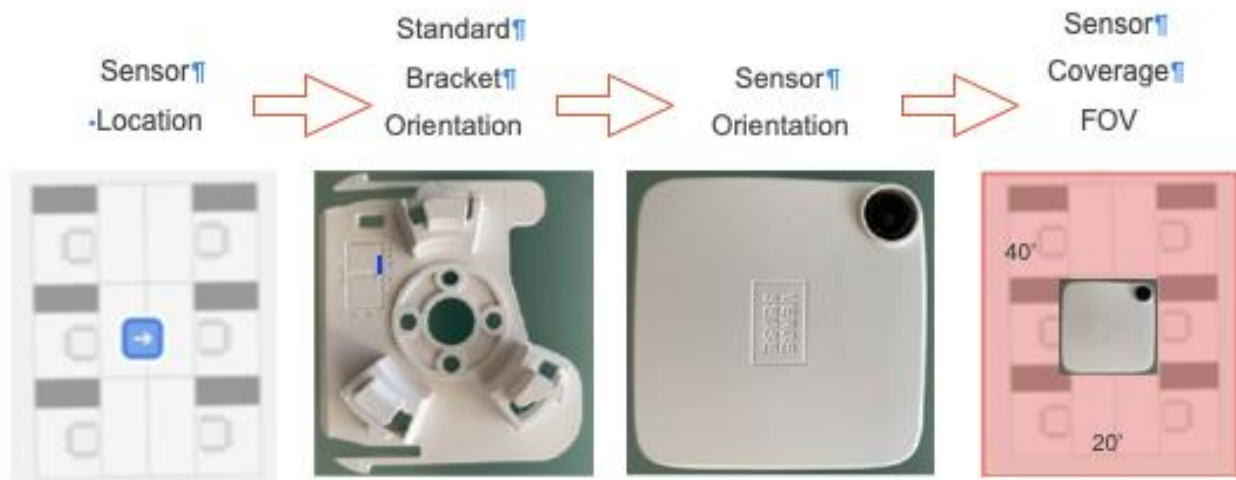 Sensor¶
Location
Standard¶
Bracket¶
Orientation
Sensor¶
Orientation
Sensor¶
Coverage¶
FOV
40'
20'